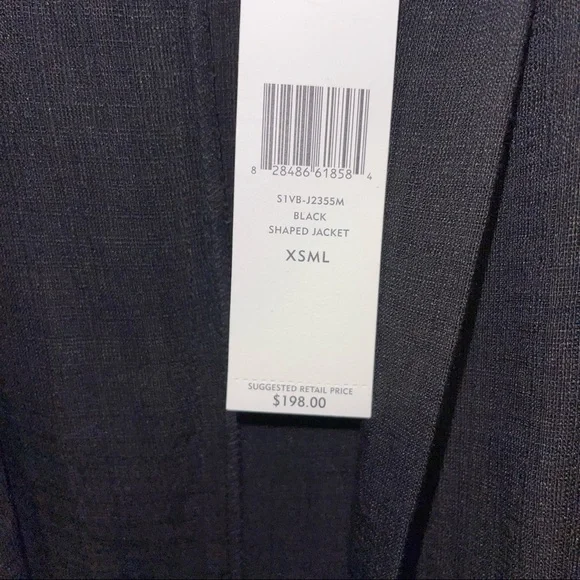 8 28486 61858 4
S1VB-J2355M
BLACK
SHAPED JACKET
XSML
SUGGESTED RETAIL PRICE
$198.00